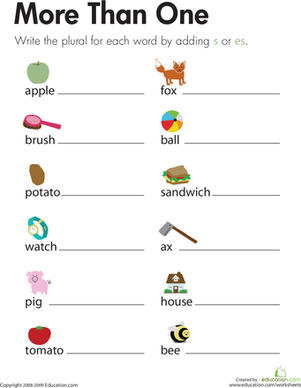 More Than One
Write the plural for each word by adding s or es.
apple
fox
brush
ball
potato
sandwich
watch
ax
pig
house
tomato
bee
Copyright 2008-2009 Education.com
Created by: education.com
www.education.com/worksheets